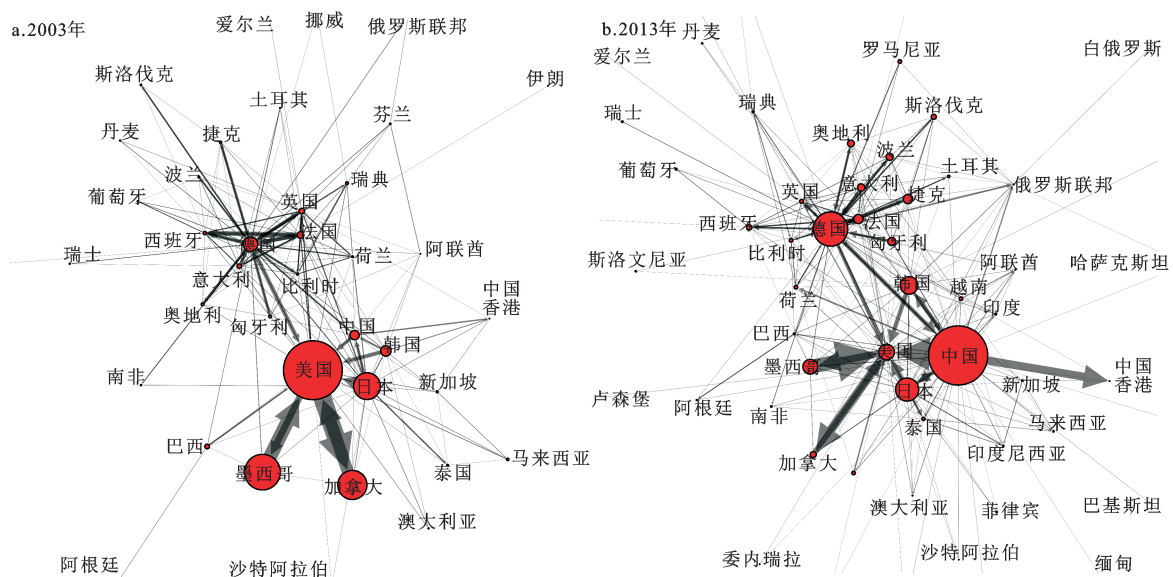 a.2003年
爱尔兰
挪威
俄罗斯联邦
斯洛伐克
伊朗
土耳其
芬兰
丹麦
捷克
波兰
瑞典
葡萄牙
英国
西班牙
德国
法国
瑞士
意大利
比利时
荷兰
阿联酋
奥地利
匈牙利
中国
香港
中国
韩国
美国
日本
南非
新加坡
巴西
墨西哥
加拿大
泰国
马来西亚
澳大利亚
阿根廷
沙特阿拉伯
b.2013年
丹麦
爱尔兰
罗马尼亚
白俄罗斯
瑞士
瑞典
斯洛伐克
奥地利
波兰
葡萄牙
土耳其
英国
意大利
捷克
俄罗斯联邦
西班牙
德国
法国
比利时
匈牙利
斯洛文尼亚
阿联酋
哈萨克斯坦
荷兰
韩国
越南
印度
巴西
美国
中国
墨西哥
中国
香港
卢森堡
阿根廷
南非
日本
新加坡
泰国
马来西亚
加拿大
印度尼西亚
澳大利亚
菲律宾
巴基斯坦
委内瑞拉
沙特阿拉伯
缅甸